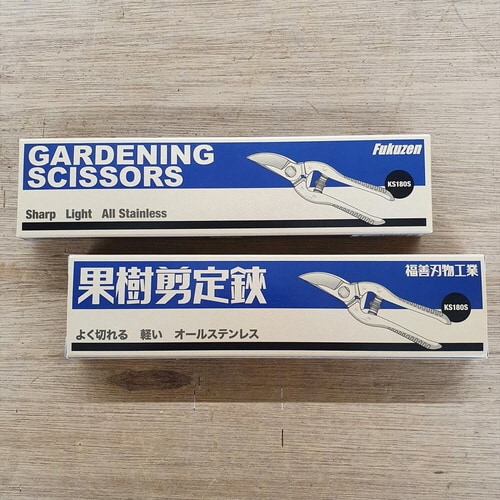 GARDENING
SCISSORS
Fukuzen
KS180S
Sharp Light All Stainless
果樹剪定鋏
福善刃物工業
KS180S
よく切れる 軽い オールステンレス